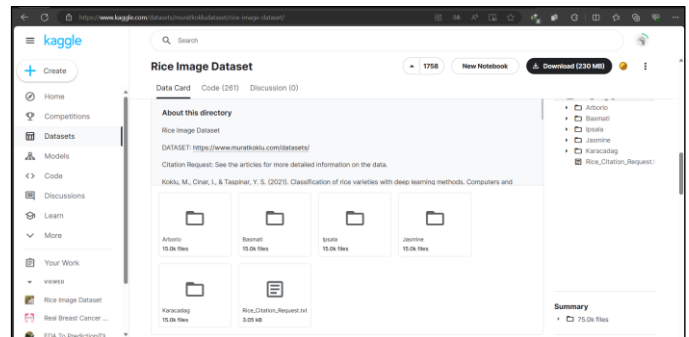 https://www.kaggle.com/datasets/muratkokludataset/rice-image-dataset/
kaggle
Search
Create
Home
Competitions
Datasets
Models
Code
Discussions
Learn
More
Your Work
VIEWED
Rice Image Dataset
Real Breast Cancer ...
EDA To Prediction(Di...
Rice Image Dataset
1758
New Notebook
Download (230 MB)
Data Card Code (261) Discussion (0)
About this directory
Rice Image Dataset
DATASET: https://www.muratkoklu.com/datasets/
Citation Request: See the articles for more detailed information on the data.
Koklu, M., Cinar, I., & Taspinar, Y. S. (2021). Classification of rice varieties with deep learning methods. Computers and
Arborio
15.0k files
Basmati
15.0k files
Ipsala
15.0k files
Jasmine
15.0k files
Karacadag
15.0k files
Rice_Citation_Request.txt
3.05 kB
Arborio
Basmati
Ipsala
Jasmine
Karacadag
Rice_Citation_Request.t
Summary
75.0k files